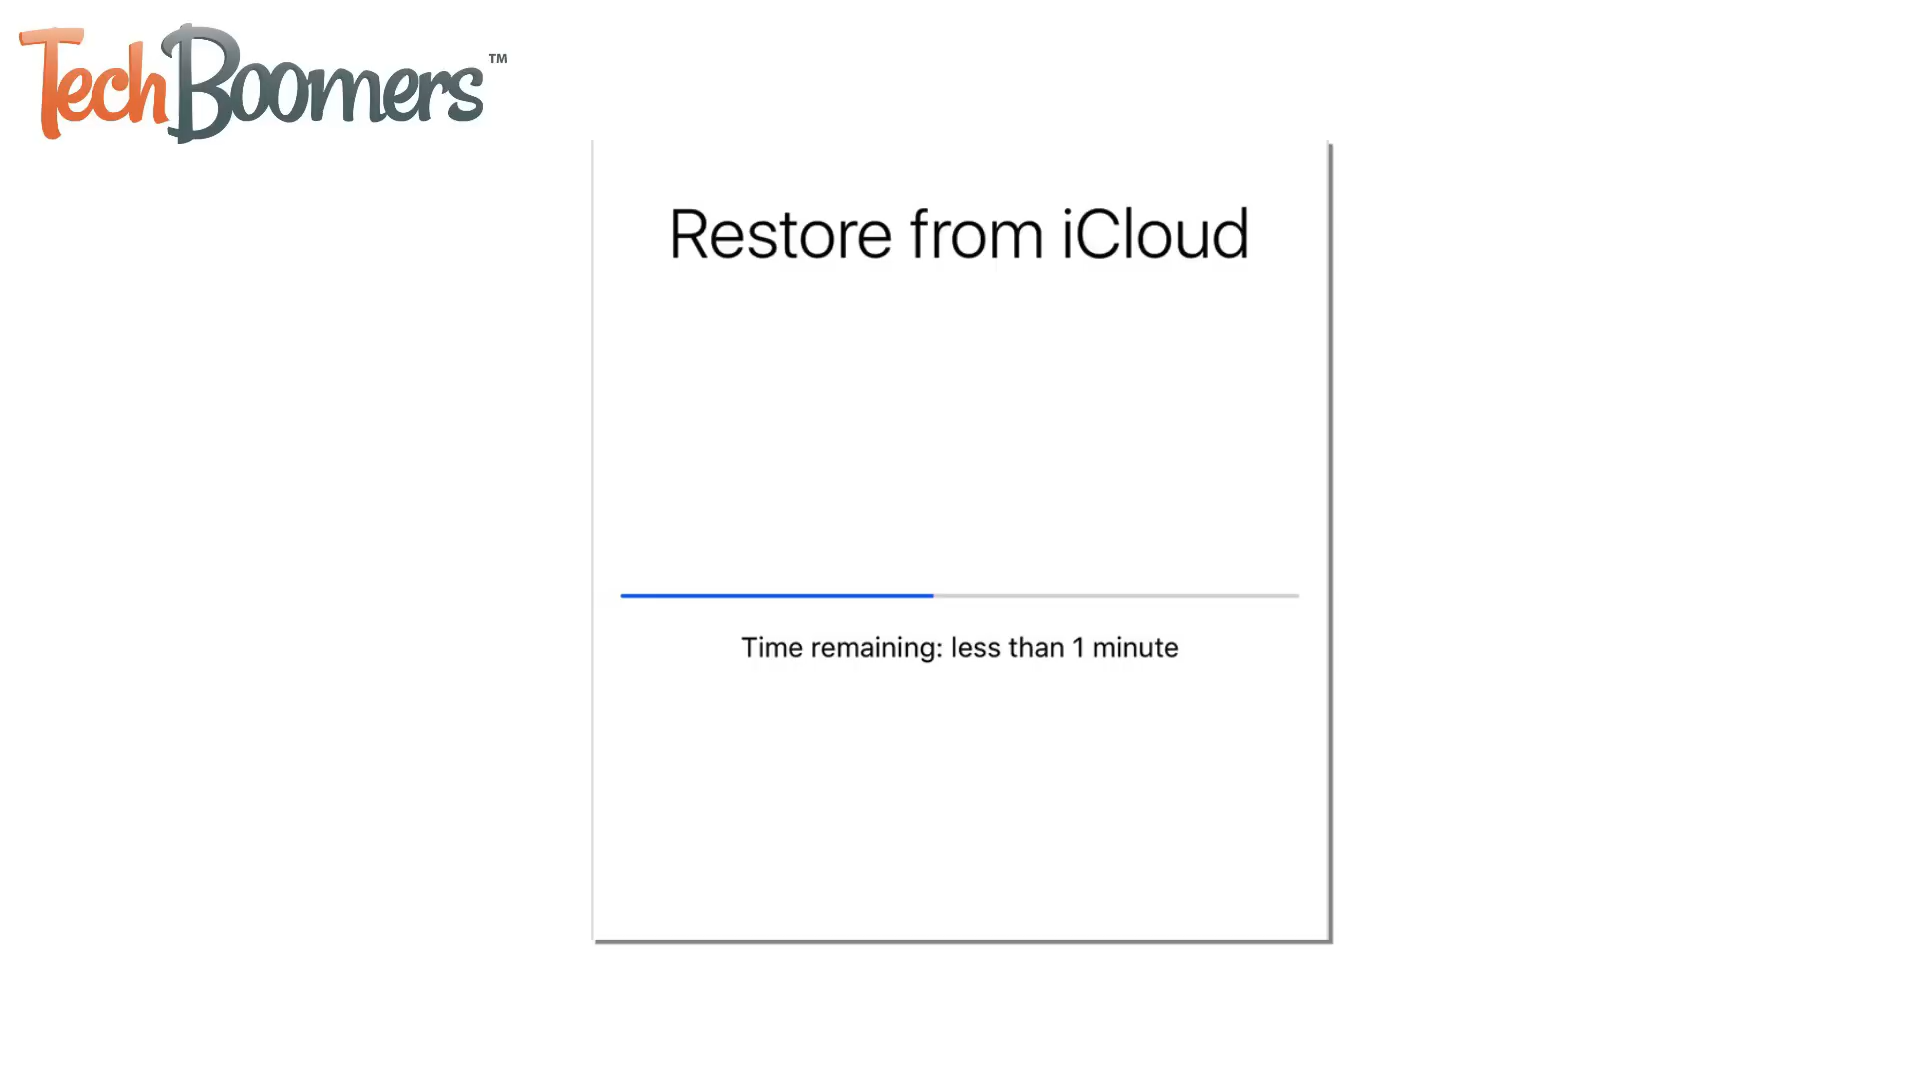 TechBoomers™
Restore from iCloud
Time remaining: less than 1 minute